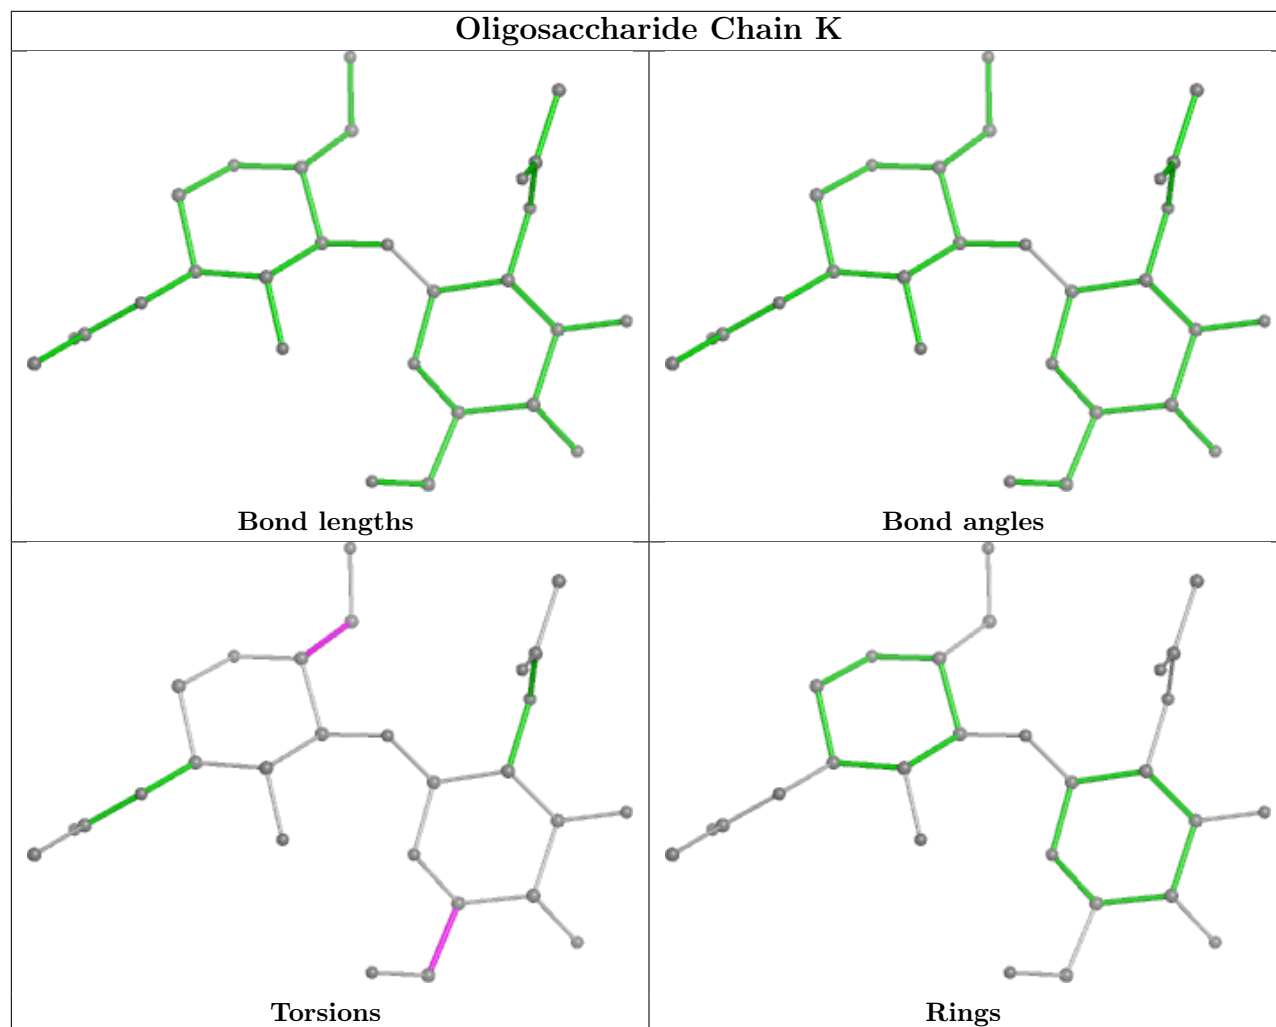 Oligosaccharide Chain K
Bond lengths
Bond angles
Torsions
Rings